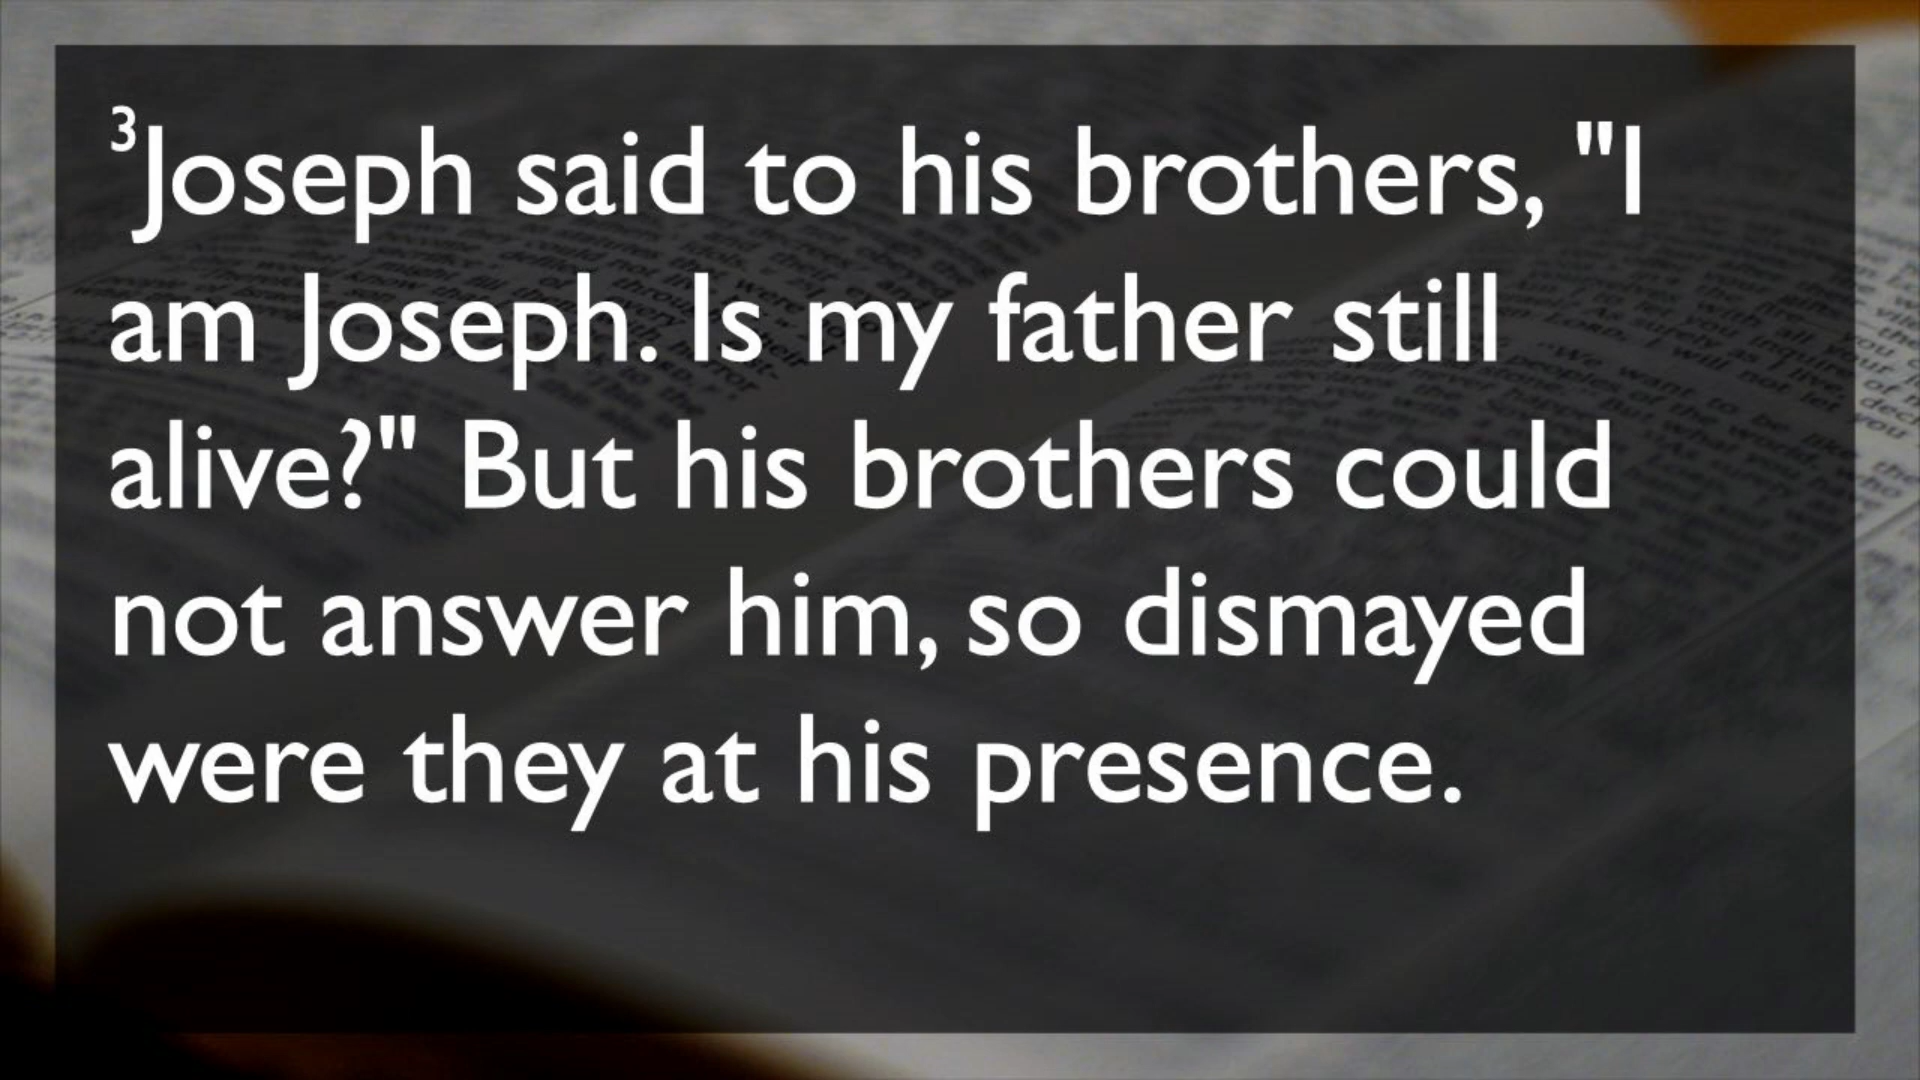 3Joseph said to his brothers, "I
am Joseph. Is my father still
alive?" But his brothers could
not answer him, so dismayed
were they at his presence.